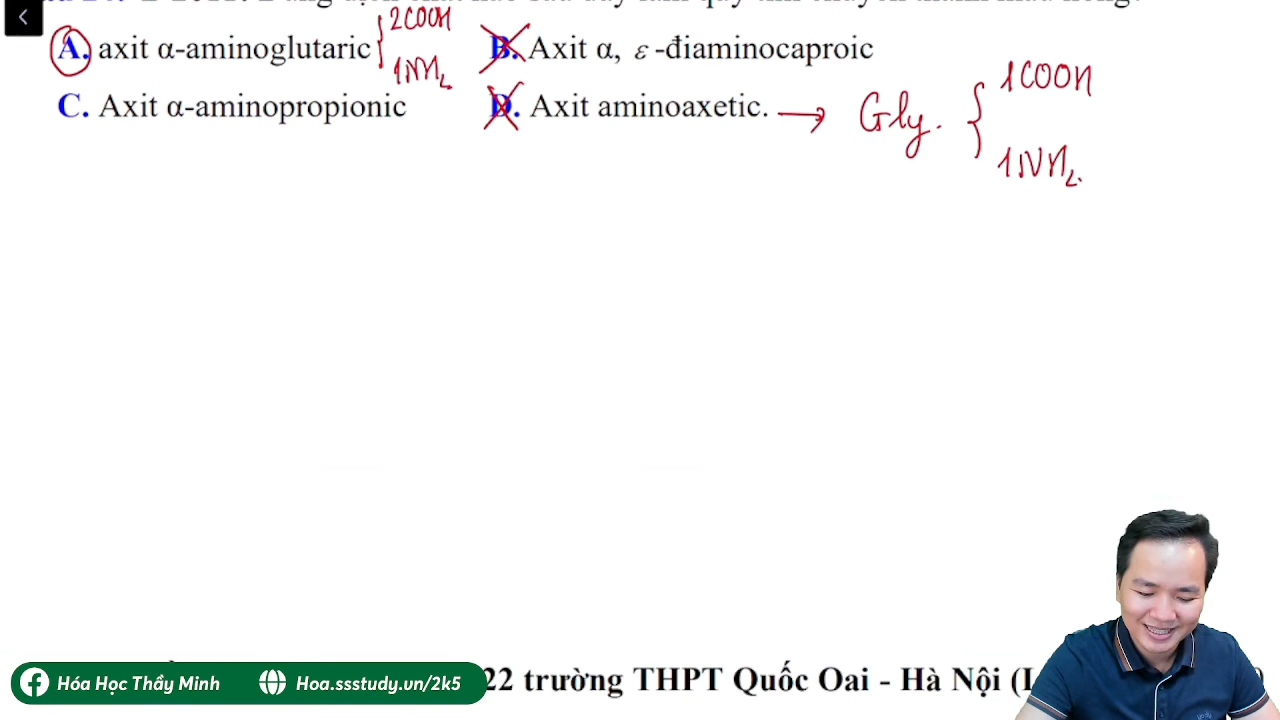 A. axit α-aminoglutaric { 2COOH
1NH₂
B. Axit α, ε-điaminocaproic
C. Axit α-aminopropionic
D. Axit aminoaxetic. → Gly. { 1COOH
1NH₂.
22 trường THPT Quốc Oai - Hà Nội
Hóa Học Thầy Minh
Hoa.ssstudy.vn/2k5